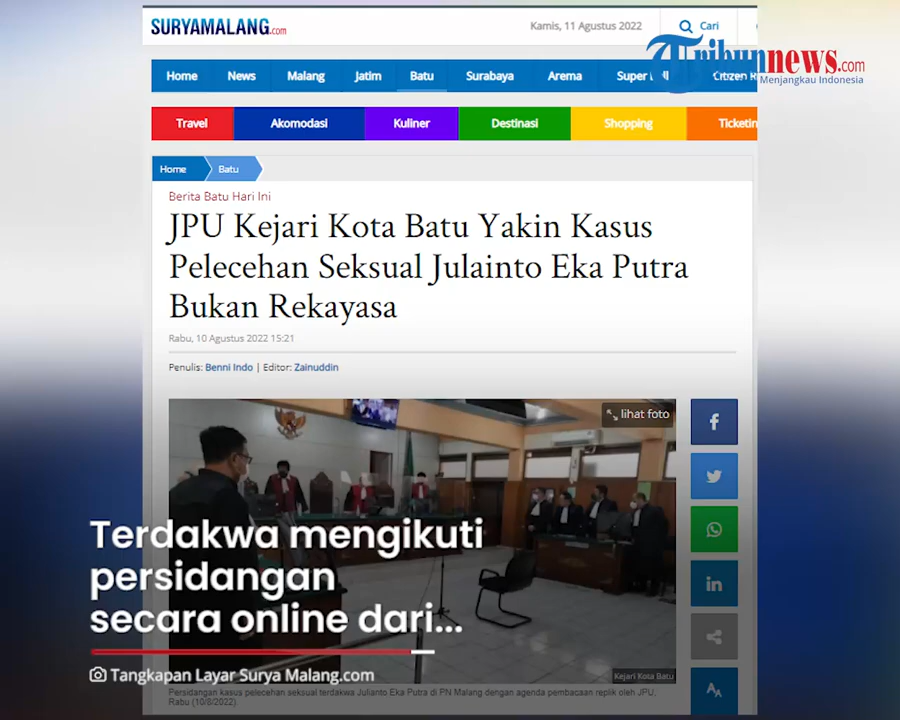 SURYAMALANG.com
Kamis, 11 Agustus 2022
Cari
Tribunnews.com
Menjangkau Indonesia
Home News Malang Jatim Batu Surabaya Arema Super
Travel Akomodasi Kuliner Destinasi Shopping Ticketin
Home Batu
Berita Batu Hari Ini
JPU Kejari Kota Batu Yakin Kasus
Pelecehan Seksual Julainto Eka Putra
Bukan Rekayasa
Rabu, 10 Agustus 2022 15:21
Penulis: Benni Indo | Editor: Zainuddin
lihat foto
Terdakwa mengikuti
persidangan
secara online dari...
Tangkapan Layar Surya Malang.com
Kejari Kota Batu
Persidangan kasus pelecehan seksual terdakwa Julianto Eka Putra di PN Malang dengan agenda pembacaan replik oleh JPU,
Rabu (10/8/2022)
AA